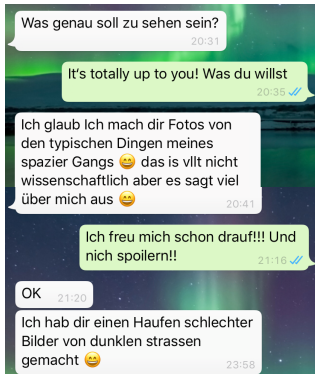 Was genau soll zu sehen sein?
20:31
It's totally up to you! Was du willst
20:35
Ich glaub Ich mach dir Fotos von
den typischen Dingen meines
spazier Gangs 😄 das is vllt nicht
wissenschaftlich aber es sagt viel
über mich aus 😄
20:41
Ich freu mich schon drauf!!! Und
nich spoilern!!
21:16
OK
21:20
Ich hab dir einen Haufen schlechter
Bilder von dunklen strassen
gemacht 😄
23:58